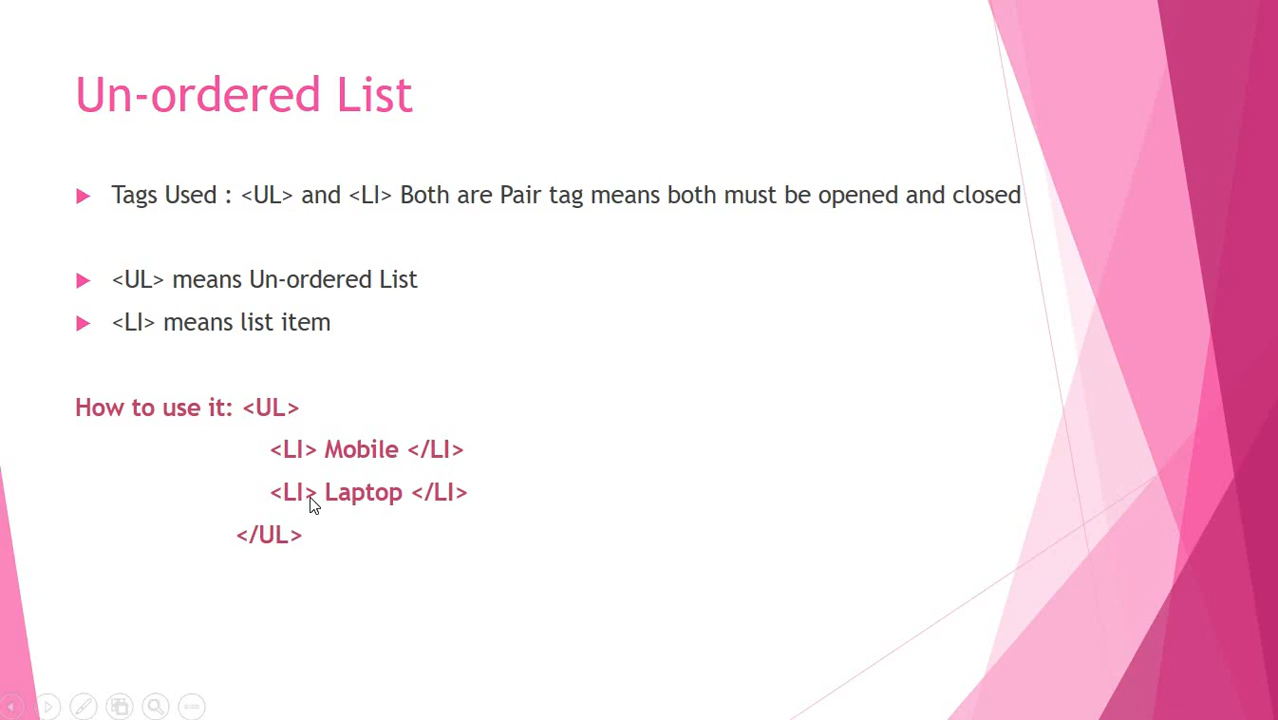 Un-ordered List
Tags Used : <UL> and <LI> Both are Pair tag means both must be opened and closed
<UL> means Un-ordered List
<LI> means list item
How to use it: <UL>
<LI> Mobile </LI>
<LI> Laptop </LI>
</UL>